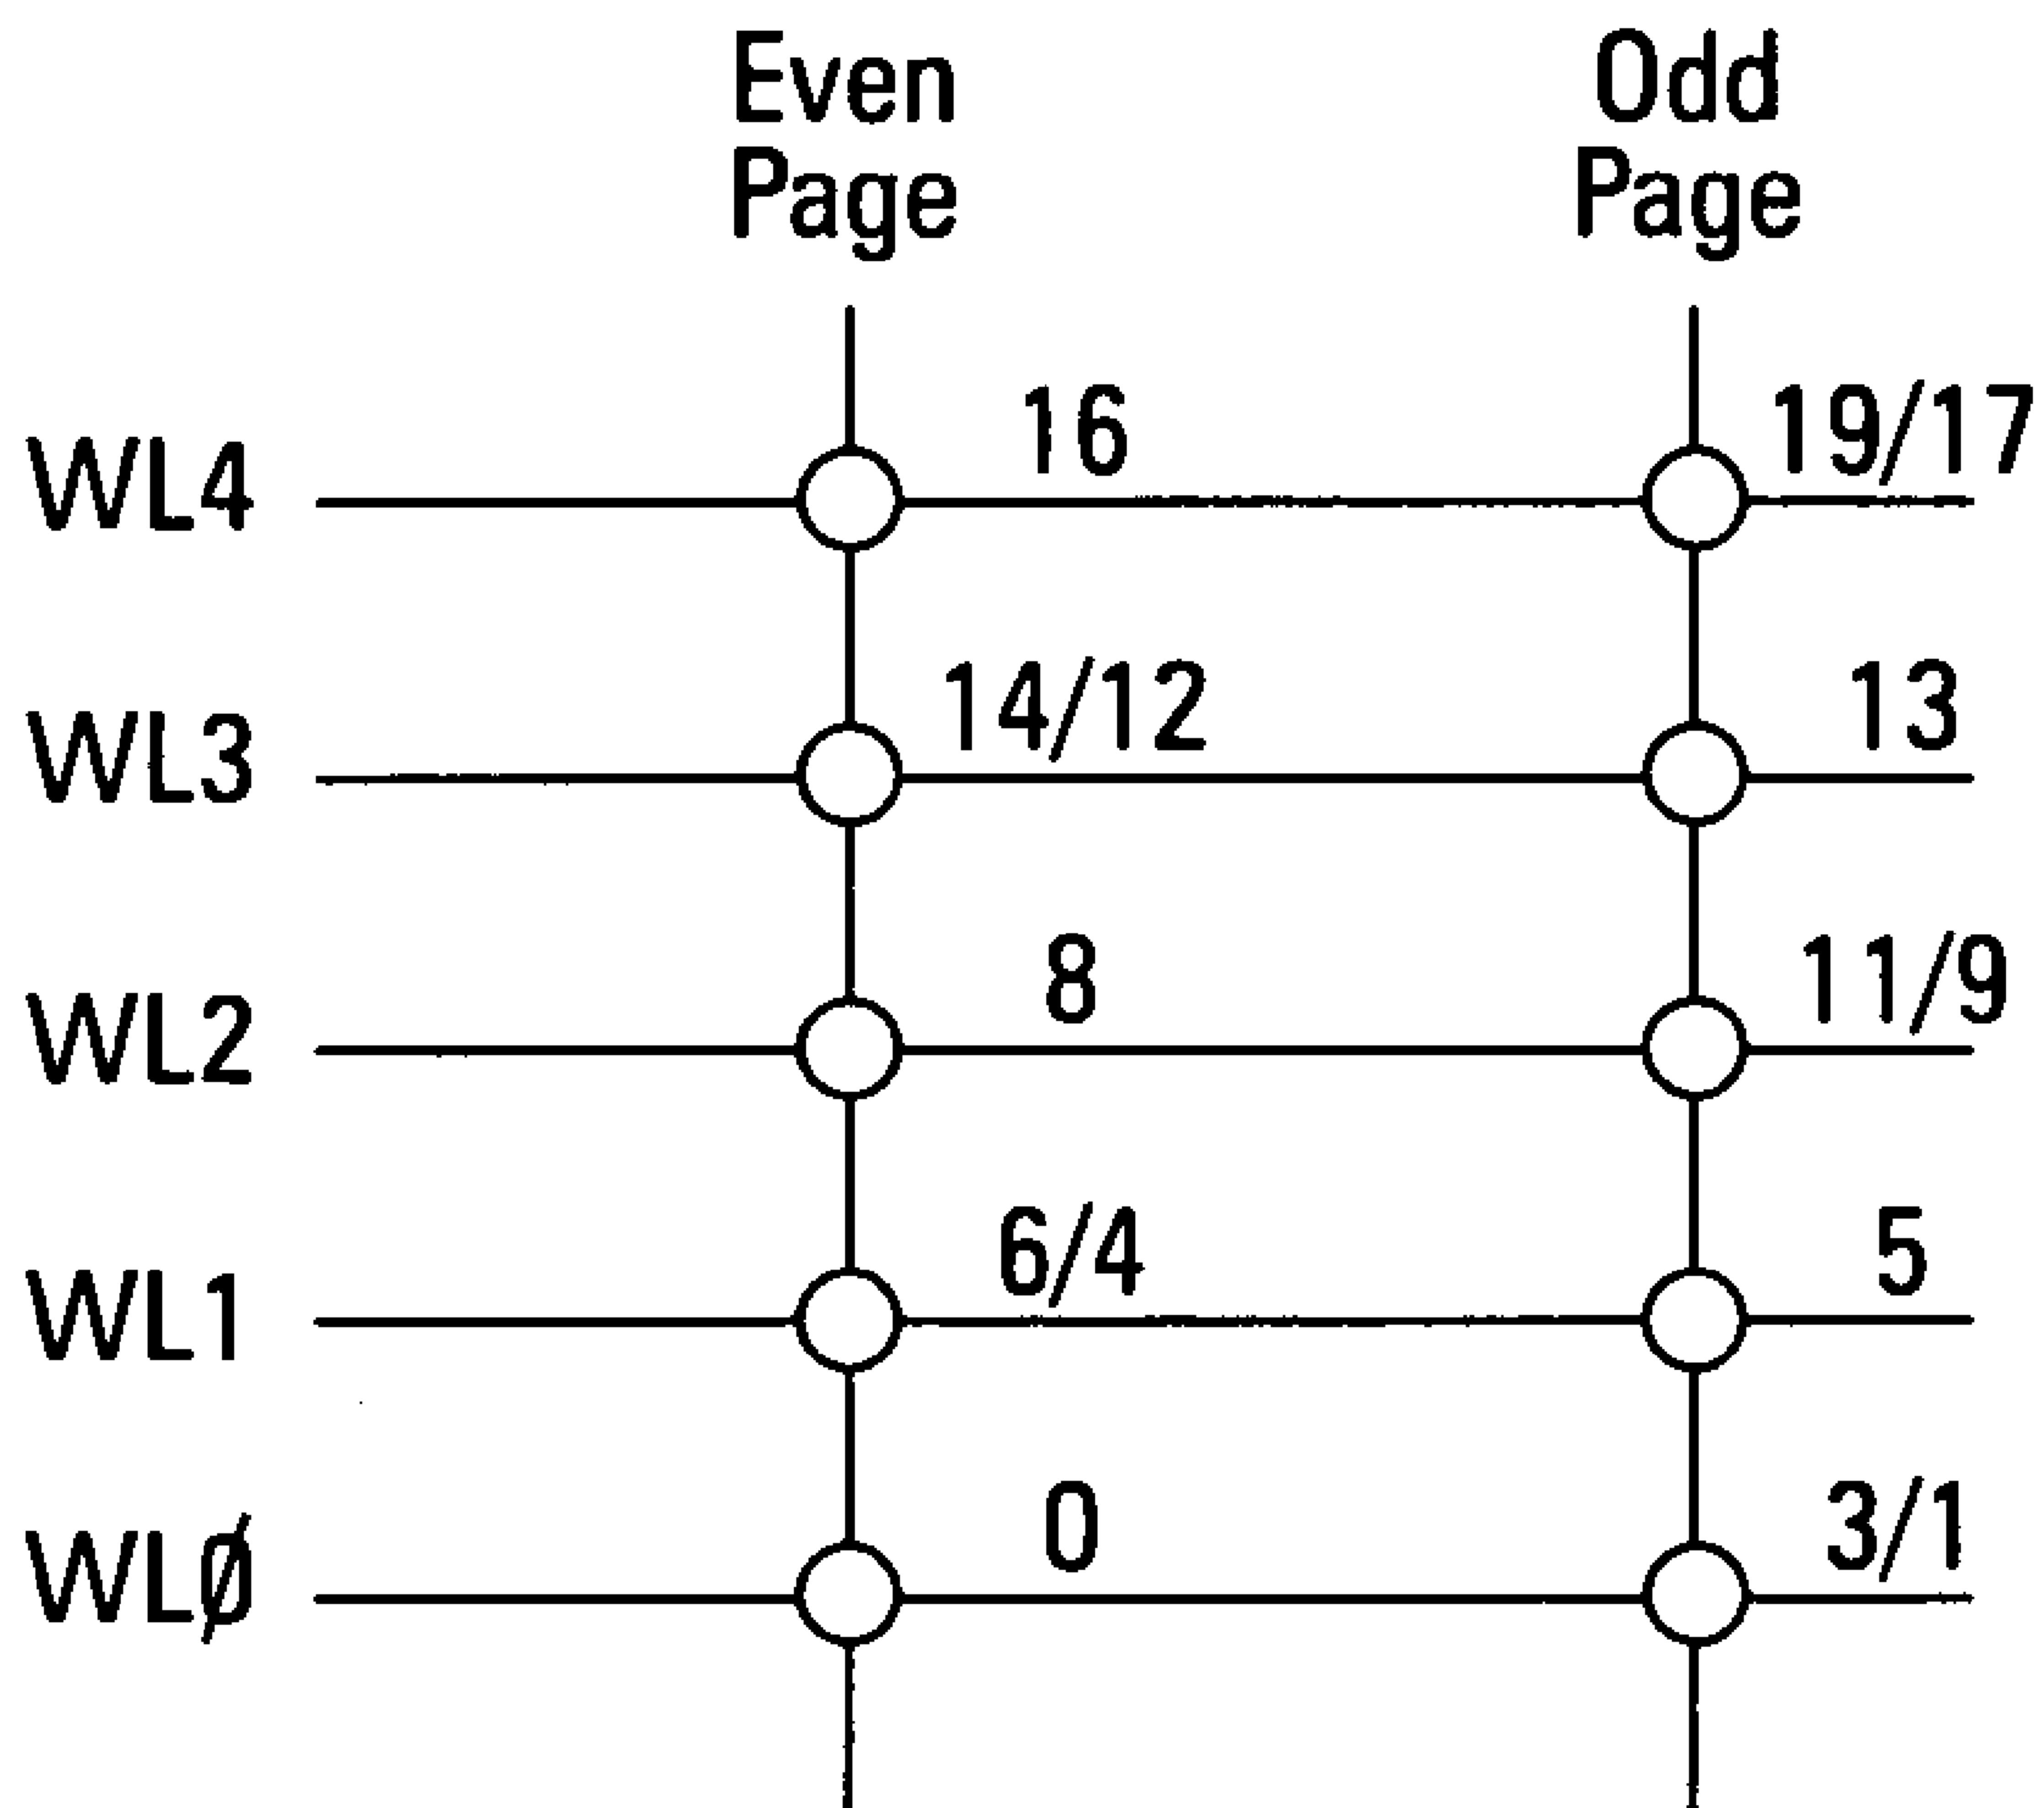 Even Page
Odd Page
WL4 16 19/17
WL3 14/12 13
WL2 8 11/9
WL1 6/4 5
WLØ 0 3/1